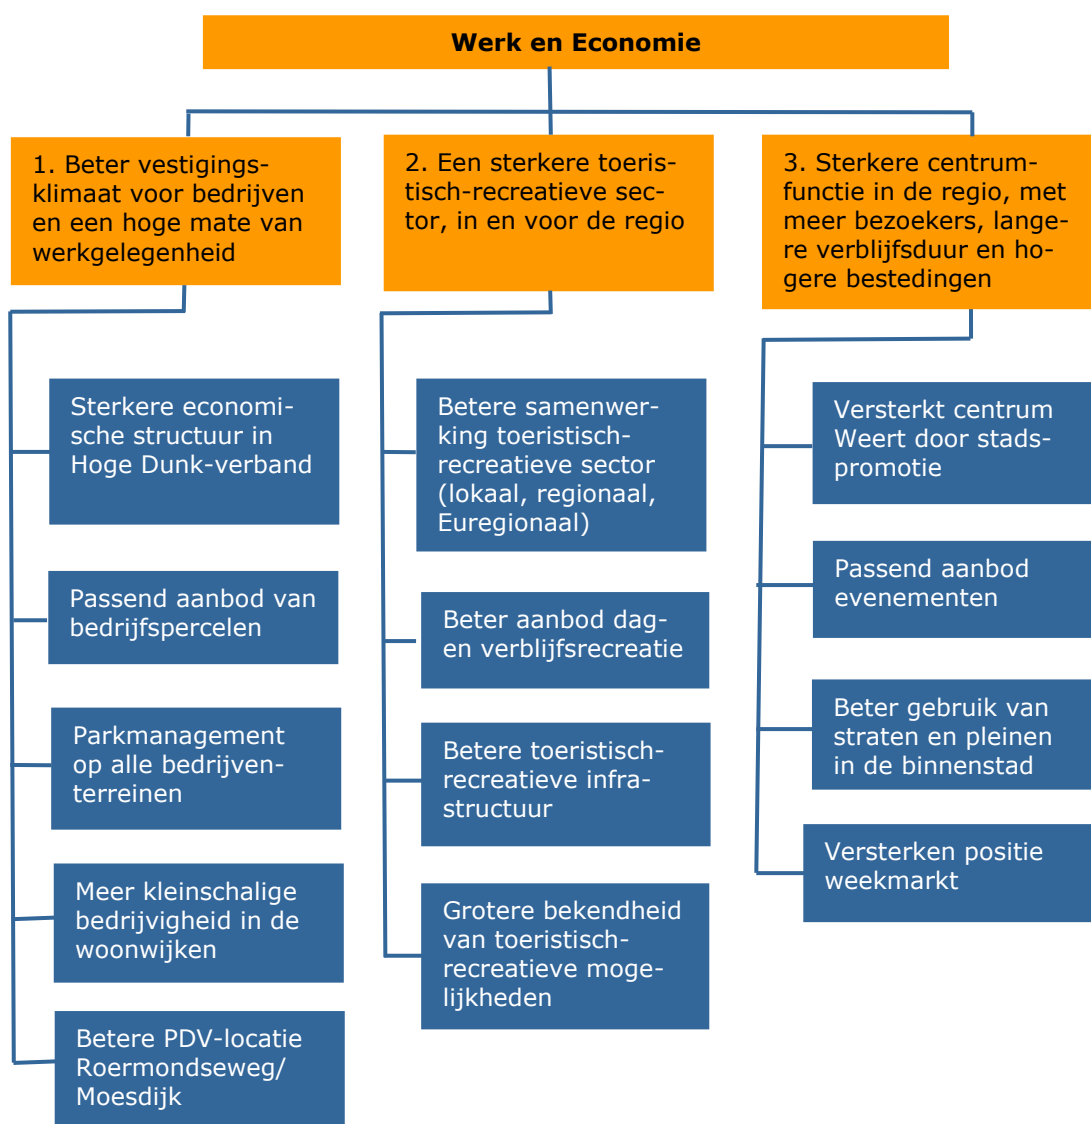 Werk en Economie
1. Beter vestigings-
klimaat voor bedrijven
en een hoge mate van
werkgelegenheid
Sterkere economi-
sche structuur in
Hoge Dunk-verband
Passend aanbod van
bedrijfspercelen
Parkmanagement
op alle bedrijven-
terreinen
Meer kleinschalige
bedrijvigheid in de
woonwijken
Betere PDV-locatie
Roermondseweg/
Moesdijk
2. Een sterkere toeris-
tisch-recreatieve sec-
tor, in en voor de regio
Betere samenwer-
king toeristisch-
recreatieve sector
(lokaal, regionaal,
Euregionaal)
Beter aanbod dag-
en verblijfsrecreatie
Betere toeristisch-
recreatieve infra-
structuur
Grotere bekendheid
van toeristisch-
recreatieve moge-
lijkheden
3. Sterkere centrum-
functie in de regio, met
meer bezoekers, lange-
re verblijfsduur en ho-
gere bestedingen
Versterkt centrum
Weert door stads-
promotie
Passend aanbod
evenementen
Beter gebruik van
straten en pleinen
in de binnenstad
Versterken positie
weekmarkt